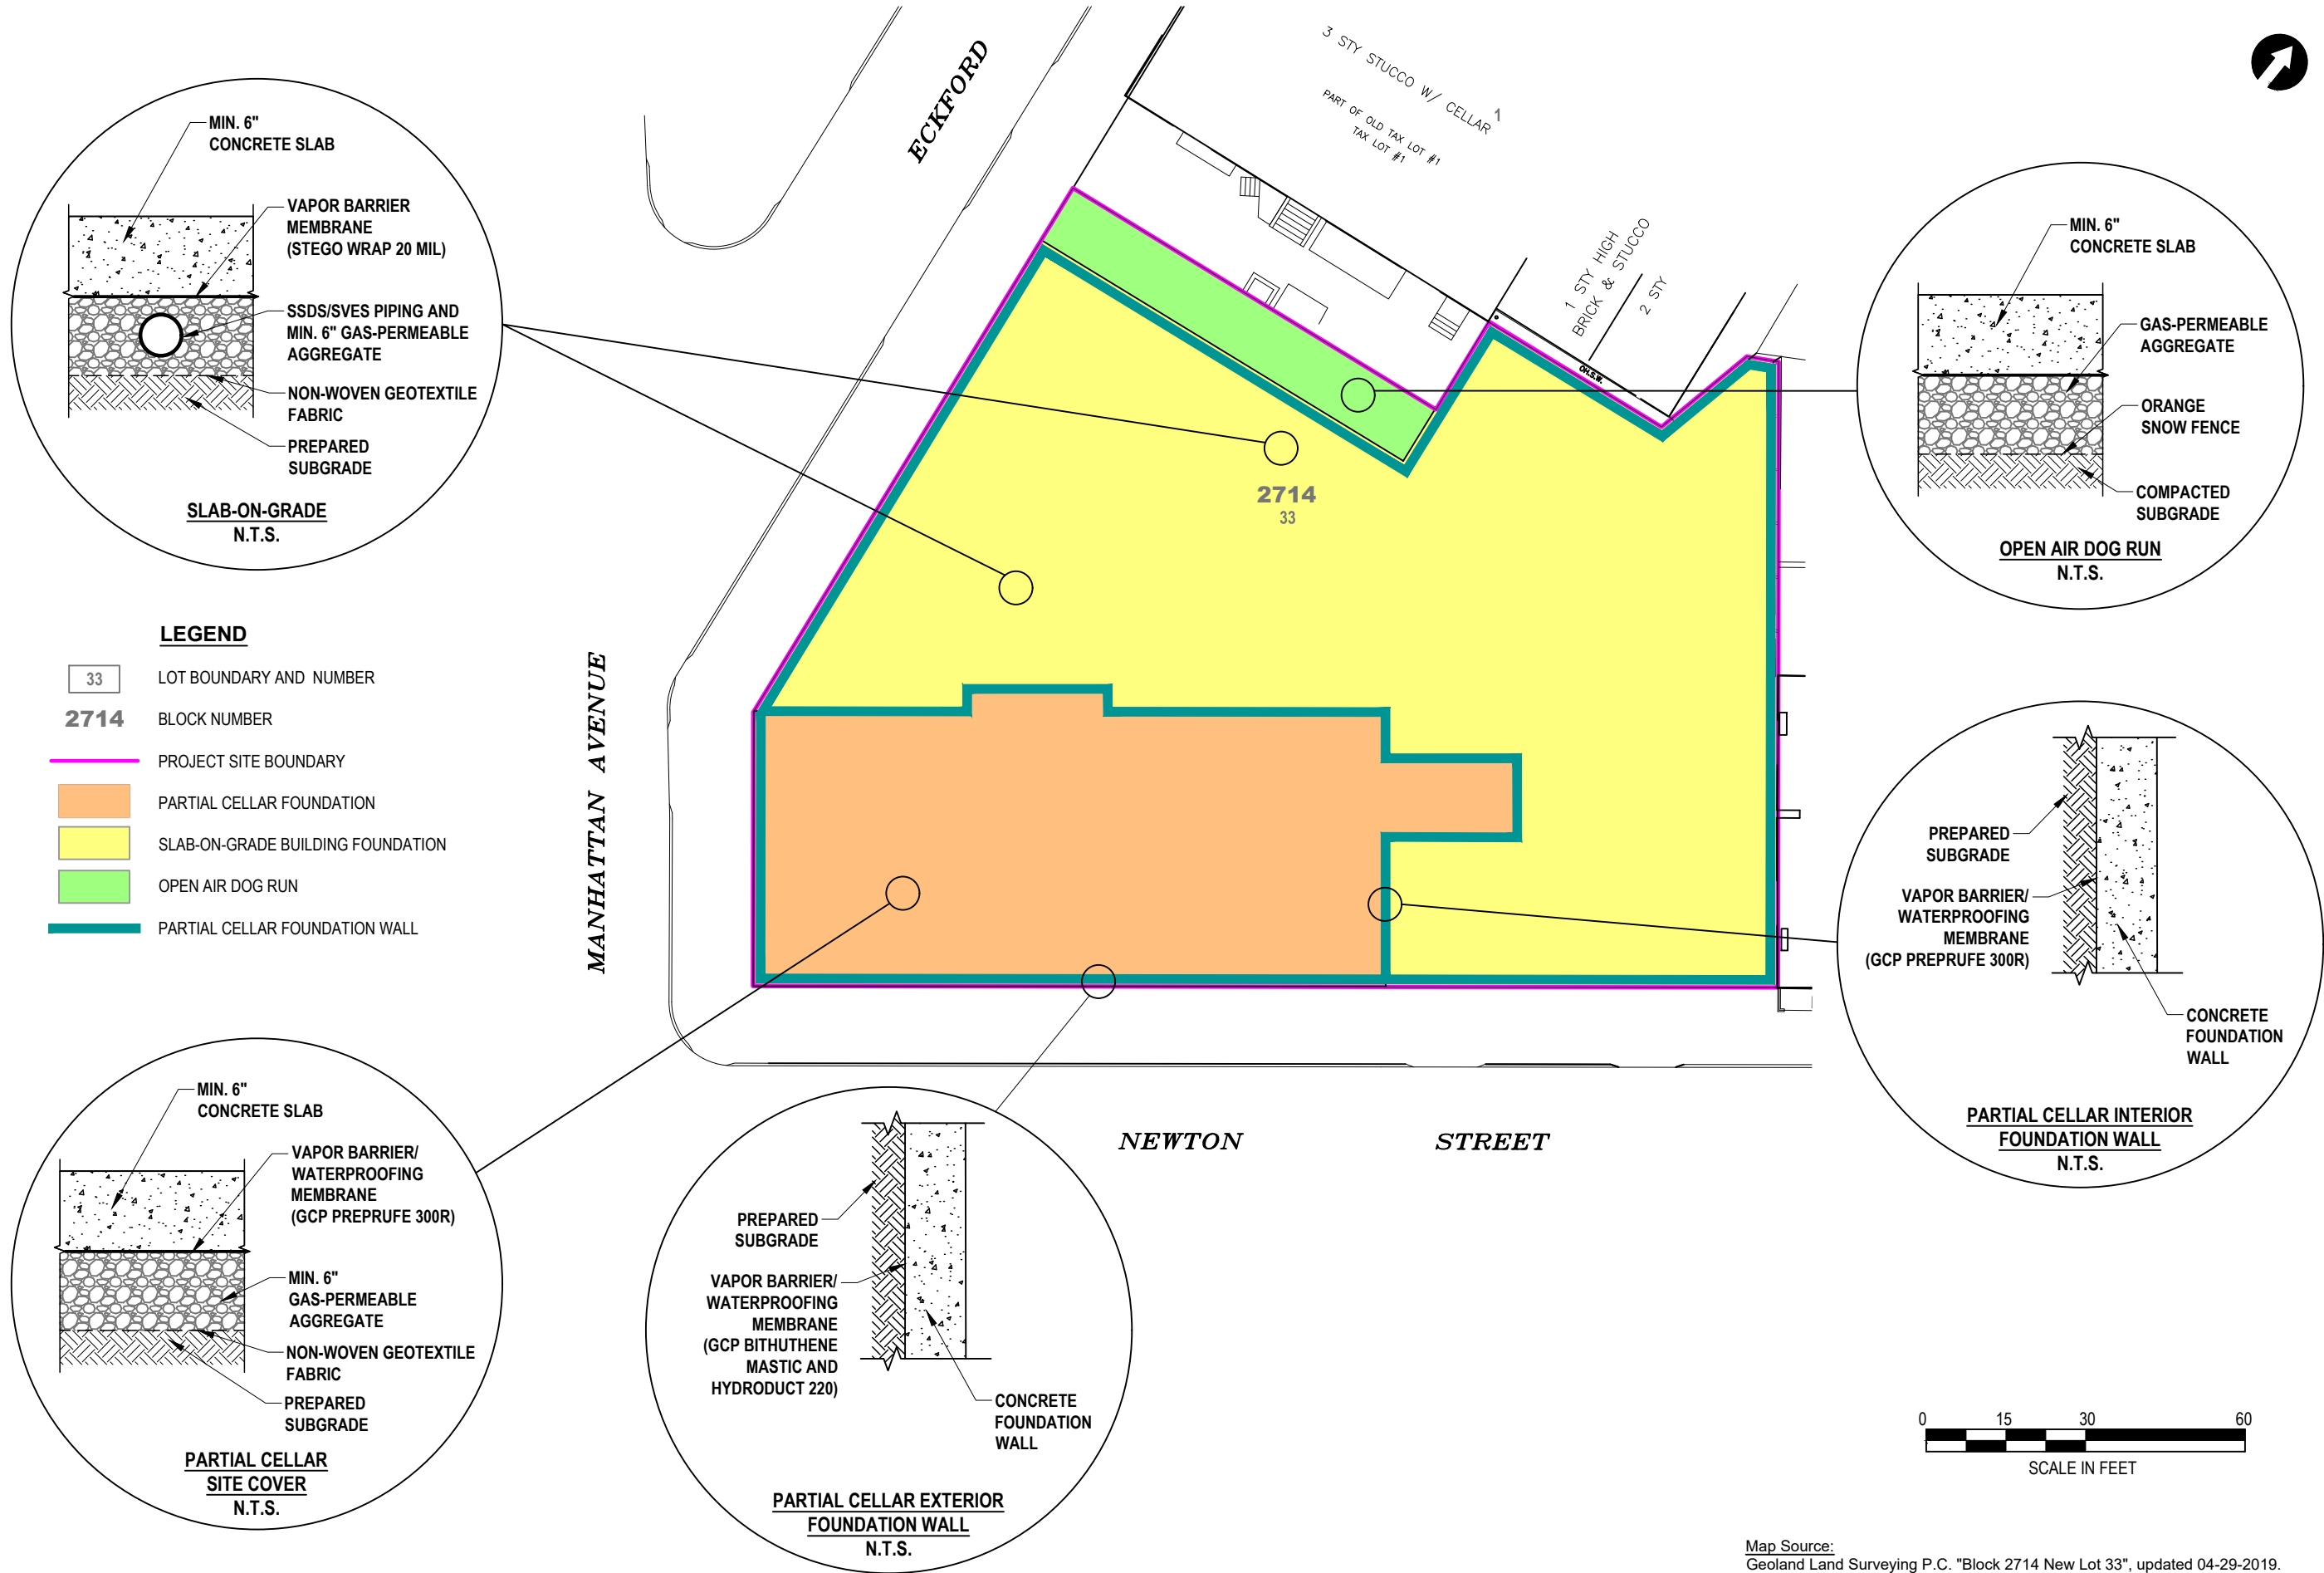 MIN. 6"
CONCRETE SLAB
VAPOR BARRIER
MEMBRANE
(STEGO WRAP 20 MIL)
SSDS/SVES PIPING AND
MIN. 6" GAS-PERMEABLE
AGGREGATE
NON-WOVEN GEOTEXTILE
FABRIC
PREPARED
SUBGRADE
SLAB-ON-GRADE
N.T.S.
ECKFORD
3 STY STUCCO W/ CELLAR
1
PART OF OLD TAX LOT #1
TAX LOT #1
1 STY HIGH
BRICK & STUCCO
2 STY
OH.S.W.
2714
33
MIN. 6"
CONCRETE SLAB
GAS-PERMEABLE
AGGREGATE
ORANGE
SNOW FENCE
COMPACTED
SUBGRADE
OPEN AIR DOG RUN
N.T.S.
LEGEND
33
LOT BOUNDARY AND NUMBER
2714
BLOCK NUMBER
PROJECT SITE BOUNDARY
PARTIAL CELLAR FOUNDATION
SLAB-ON-GRADE BUILDING FOUNDATION
OPEN AIR DOG RUN
PARTIAL CELLAR FOUNDATION WALL
MANHATTAN AVENUE
PREPARED
SUBGRADE
VAPOR BARRIER/
WATERPROOFING
MEMBRANE
(GCP PREPRUFE 300R)
CONCRETE
FOUNDATION
WALL
PARTIAL CELLAR INTERIOR
FOUNDATION WALL
N.T.S.
MIN. 6"
CONCRETE SLAB
VAPOR BARRIER/
WATERPROOFING
MEMBRANE
(GCP PREPRUFE 300R)
MIN. 6"
GAS-PERMEABLE
AGGREGATE
NON-WOVEN GEOTEXTILE
FABRIC
PREPARED
SUBGRADE
PARTIAL CELLAR
SITE COVER
N.T.S.
PREPARED
SUBGRADE
VAPOR BARRIER/
WATERPROOFING
MEMBRANE
(GCP BITHUTHENE
MASTIC AND
HYDRODUCT 220)
CONCRETE
FOUNDATION
WALL
PARTIAL CELLAR EXTERIOR
FOUNDATION WALL
N.T.S.
NEWTON STREET
0 15 30 60
SCALE IN FEET
Map Source:
Geoland Land Surveying P.C. "Block 2714 New Lot 33", updated 04-29-2019.